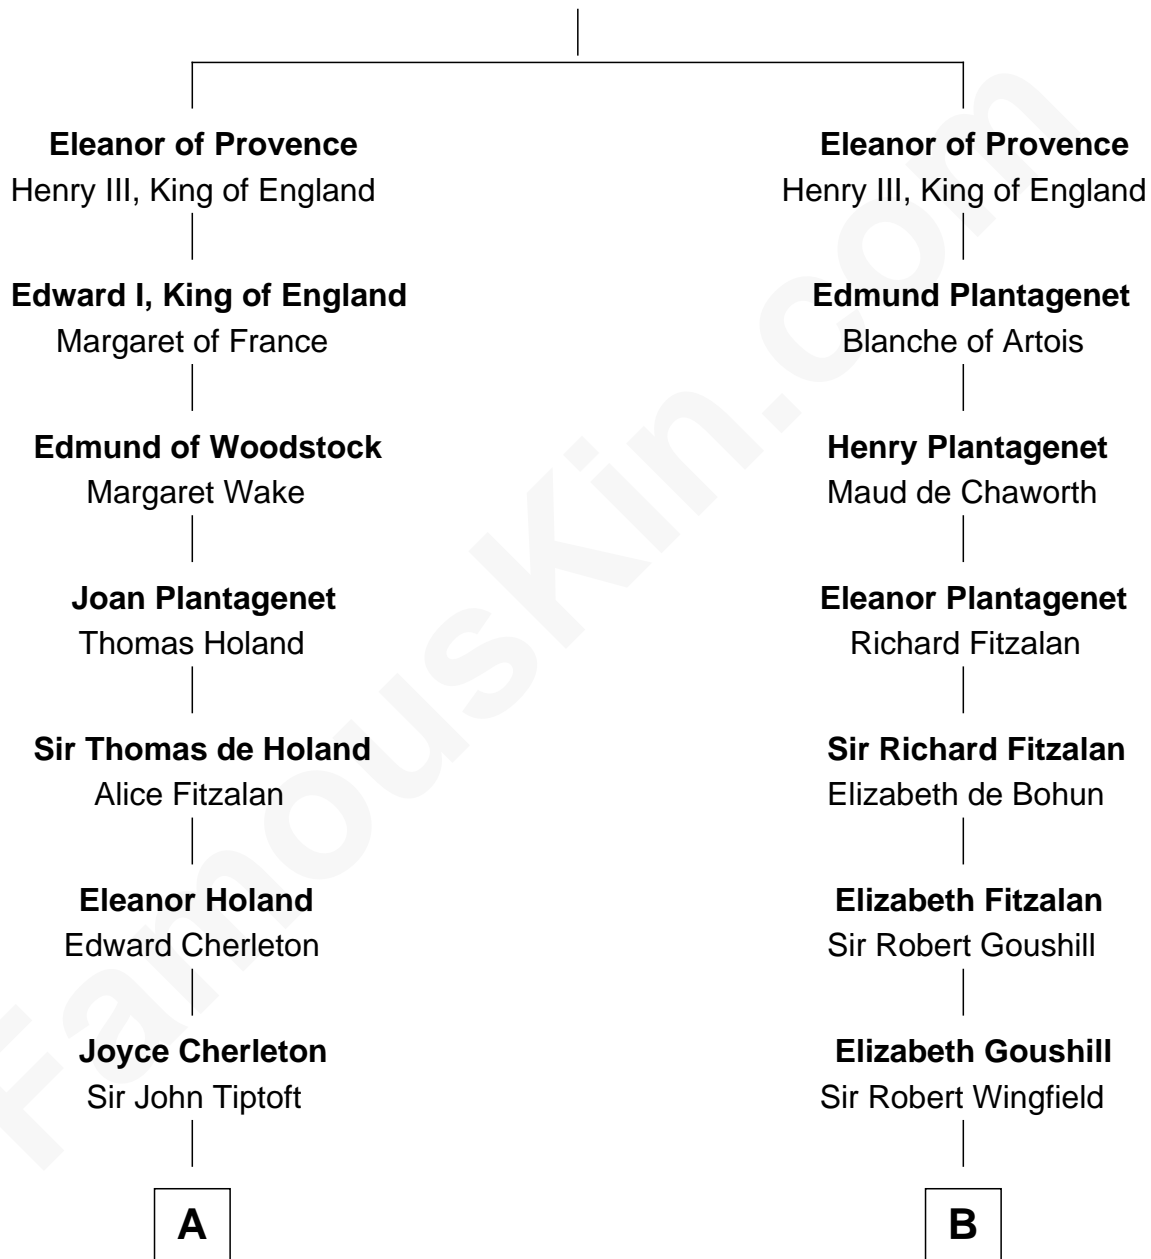 Eleanor of Provence
Henry III, King of England
Edward I, King of England
Margaret of France
Edmund of Woodstock
Margaret Wake
Joan Plantagenet
Thomas Holand
Sir Thomas de Holand
Alice Fitzalan
Eleanor Holand
Edward Cherleton
Joyce Cherleton
Sir John Tiptoft
A
Eleanor of Provence
Henry III, King of England
Edmund Plantagenet
Blanche of Artois
Henry Plantagenet
Maud de Chaworth
Eleanor Plantagenet
Richard Fitzalan
Sir Richard Fitzalan
Elizabeth de Bohun
Elizabeth Fitzalan
Sir Robert Goushill
Elizabeth Goushill
Sir Robert Wingfield
B
FamousKin.com